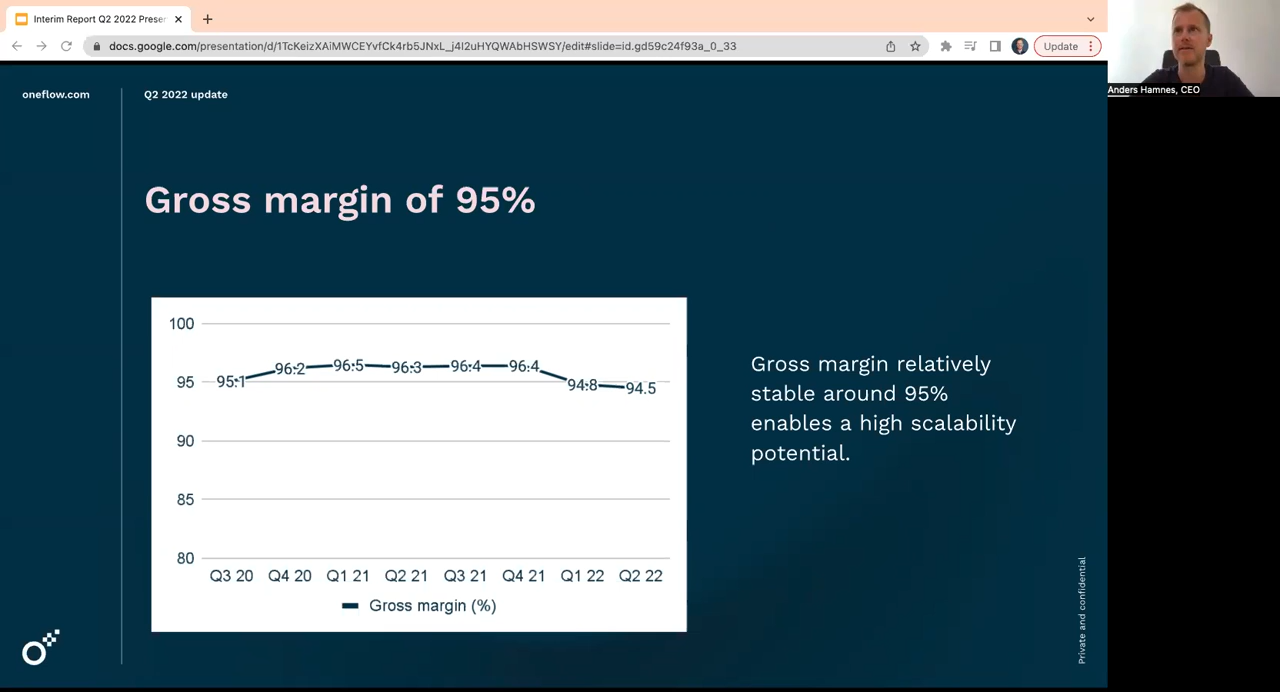 Interim Report Q2 2022 Presen
docs.google.com/presentation/d/1TcKeizXAiMWCEYvfCk4rb5JNxL_j4I2uHYQWAbHSWSY/edit#slide=id.gd59c24f93a_0_33
Update
Anders Hamnes, CEO
oneflow.com
Q2 2022 update
Gross margin of 95%
100
95
90
85
80
95.1
96.2
96.5
96.3
96.4
96.4
94.8
94.5
Q3 20
Q4 20
Q1 21
Q2 21
Q3 21
Q4 21
Q1 22
Q2 22
Gross margin (%)
Gross margin relatively
stable around 95%
enables a high scalability
potential.
Private and confidential